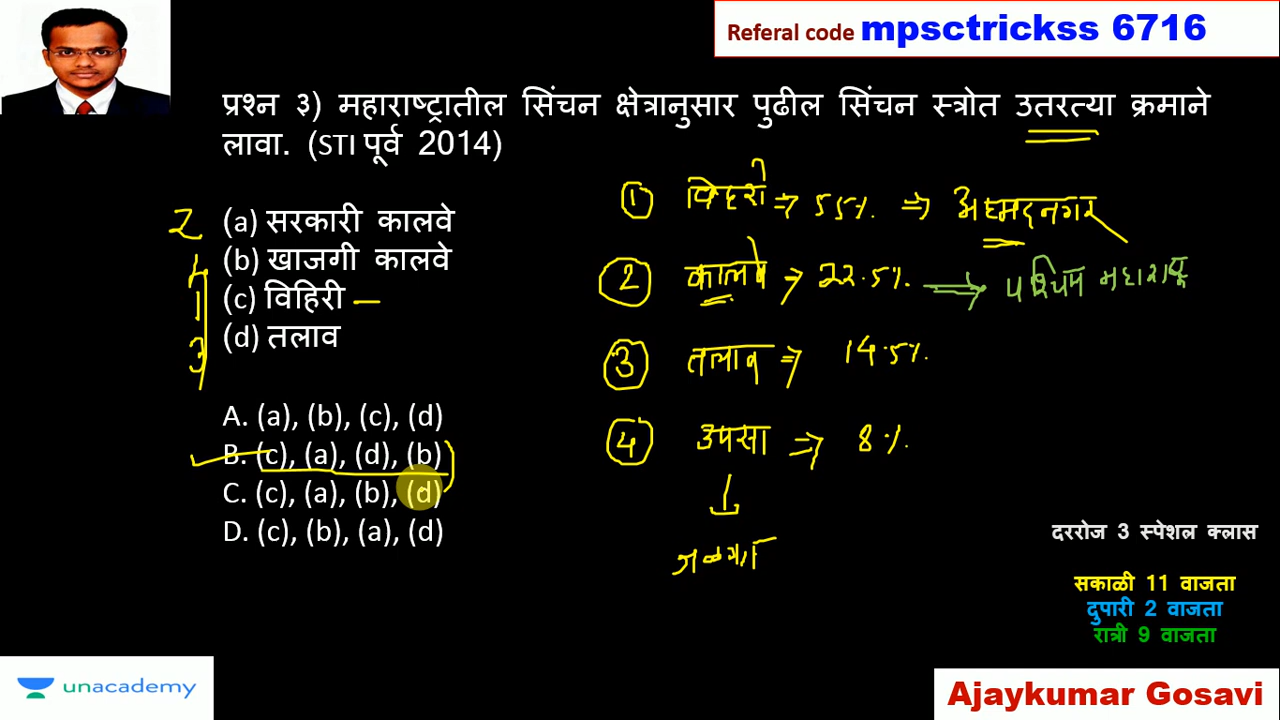 Referal code mpsctrickss 6716
प्रश्न ३) महाराष्ट्रातील सिंचन क्षेत्रानुसार पुढील सिंचन स्त्रोत उतरत्या क्रमाने
लावा. (STI पूर्व 2014)
2 (a) सरकारी कालवे
4 (b) खाजगी कालवे
1 (c) विहिरी
3 (d) तलाव
A. (a), (b), (c), (d)
B. (c), (a), (d), (b)
C. (c), (a), (b), (d)
D. (c), (b), (a), (d)
① विहिरी ⇒ 55% ⇒ अहमदनगर
② कालवे ⇒ 22.5% ⇒ पश्चिम महाराष्ट्र
③ तलाव ⇒ 14.5%
④ उपसा ⇒ 8%
↓
जळगाव
दररोज 3 स्पेशल क्लास
सकाळी 11 वाजता
दुपारी 2 वाजता
रात्री 9 वाजता
unacademy
Ajaykumar Gosavi